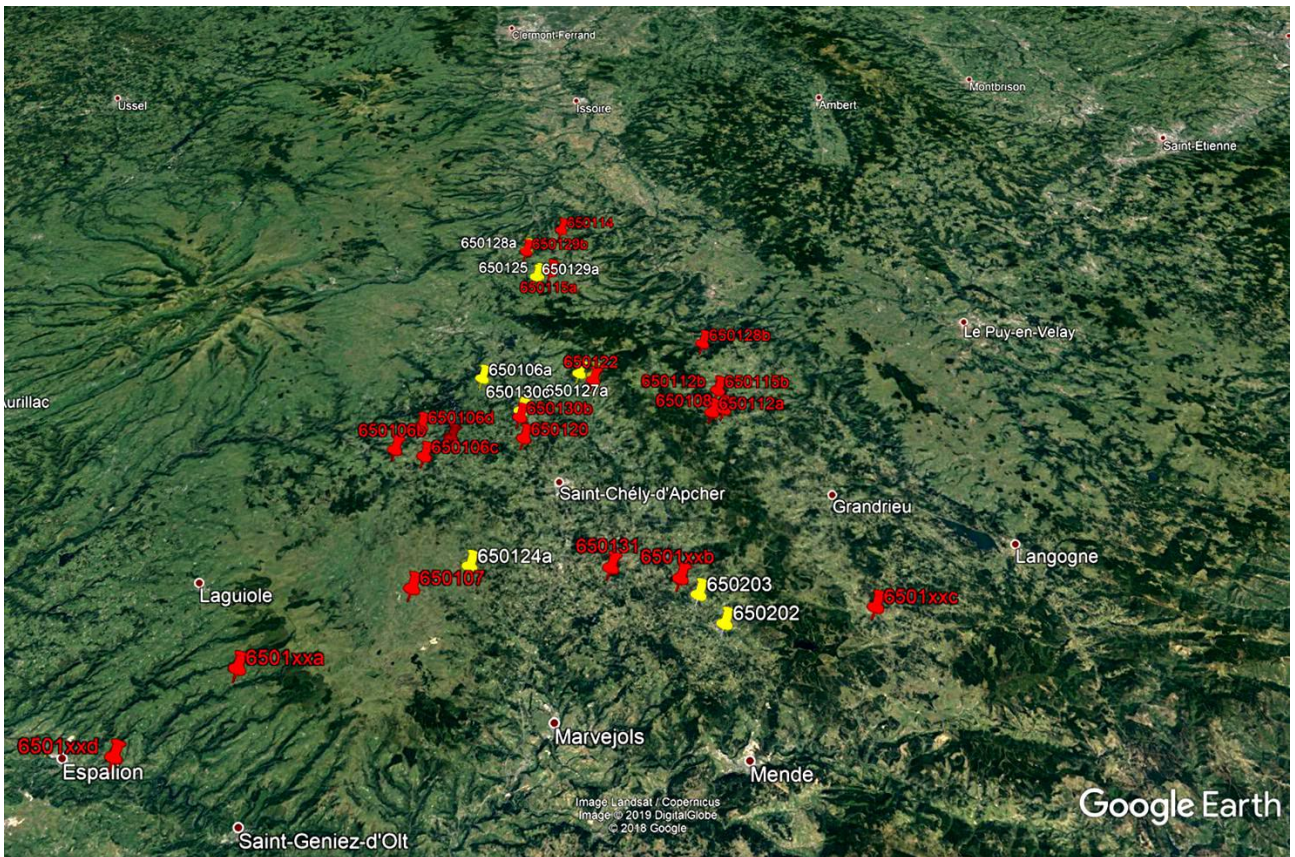 Clermont-Ferrand
Montbrison
Ussel
Issoire
Ambert
Saint-Etienne
650114
650128a
650129b
650125
650129a
650115a
Le Puy-en-Velay
650128b
650106a
650122
650130c
650127a
650112b
650115b
650108
650112a
Aurillac
650130b
650106d
650106b
650120
650106c
Saint-Chély-d'Apcher
Grandrieu
650131
6501xxb
Langogne
650124a
650107
650203
Laguiole
6501xxc
650202
6501xxa
Marvejols
6501xxd
Espalion
Mende
Image Landsat / Copernicus
Image © 2019 DigitalGlobe
© 2018 Google
Google Earth
Saint-Geniez-d'Olt